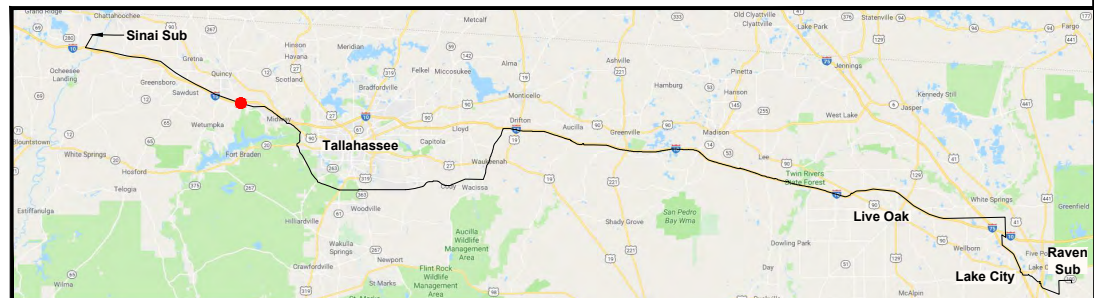 Grand Ridge
Chattahoochee
Metcalf
Old Clyattville
Lake Park
Statenville
Fargo
Sinai Sub
Clyattville
Hinson
Havana
Meridian
Alma
Ashville
Pinetta
Jennings
Ocheesee
Landing
Gretna
Quincy
Scotland
Felkel
Miccosukee
Hamburg
Hanson
Kennedy Still
Greensboro
Sawdust
Bradfordville
Monticello
Jasper
Drifton
West Lake
Wetumpka
Midway
Lloyd
Aucilla
Greenville
Madison
Blountstown
White Springs
Fort Braden
Tallahassee
Capitola
Waukeenah
Lee
Hosford
Telogia
Cody
Wacissa
Twin Rivers
State Forest
White Springs
Estiffanulga
Woodville
San Pedro
Bay Wma
Live Oak
Greenfield
Hilliardville
Aucilla
Wildlife
Management
Area
Shady Grove
Dowling Park
Wellborn
Five Po
Raven
Sub
Wakulla
Springs
Newport
Lake City
Lake C
Wilma
Crawfordville
Flint Rock
Wildlife
Management
Day
McAlpin
St. Marks